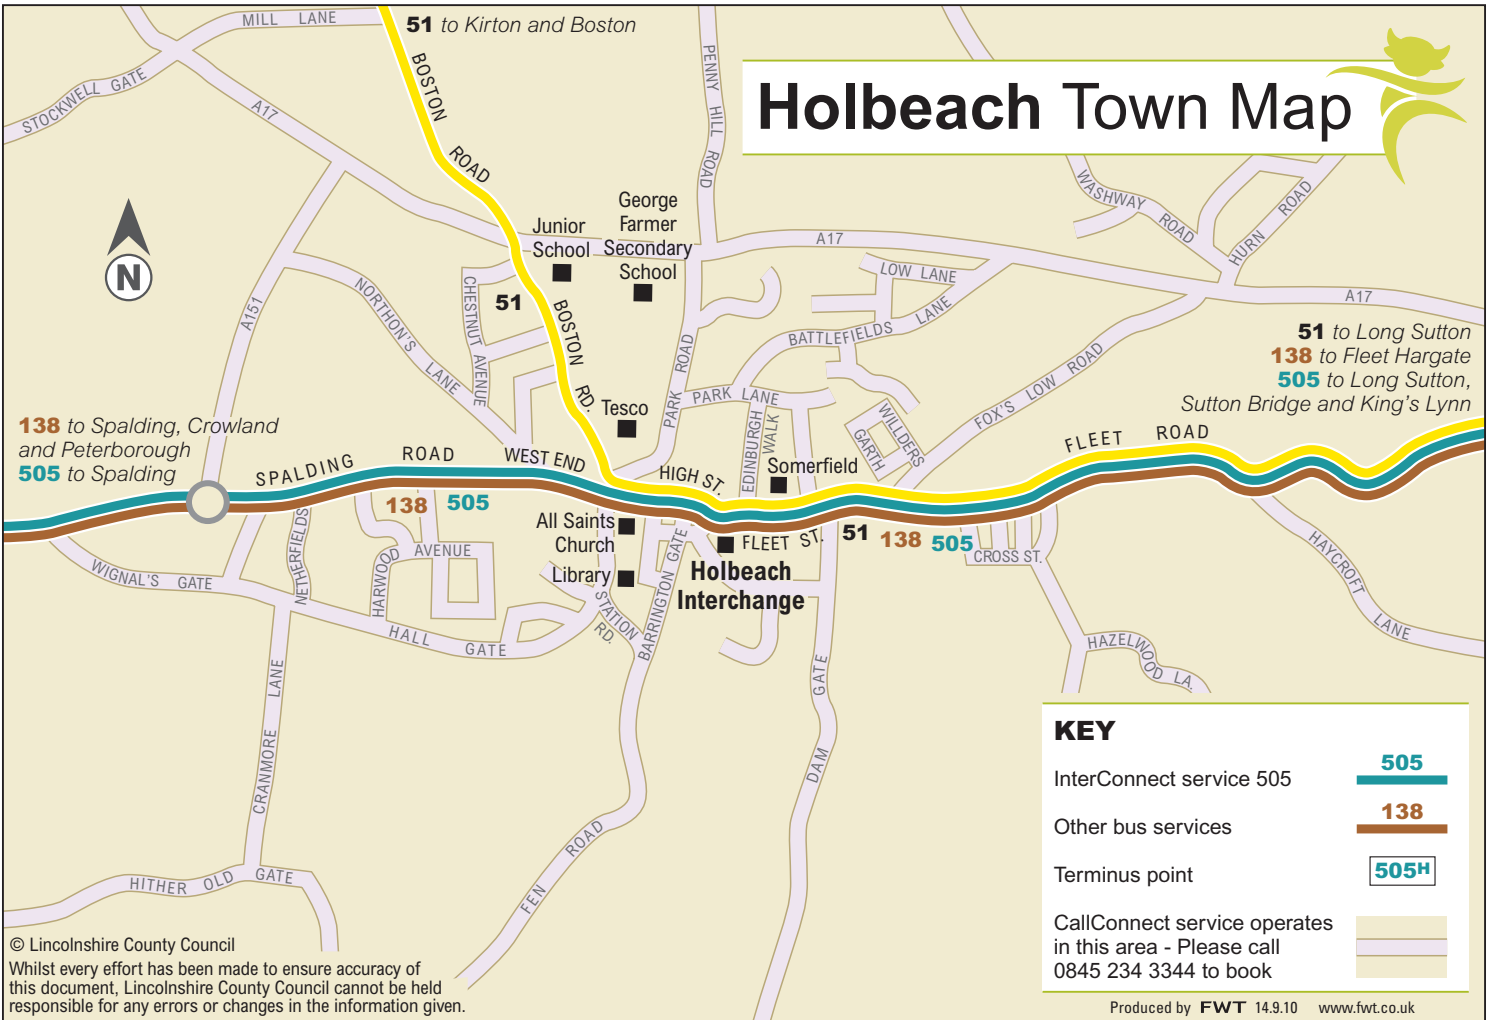 51 to Kirton and Boston
Holbeach Town Map
MILL LANE
STOCKWELL GATE
A17
BOSTON
ROAD
PENNY HILL ROAD
WASHWAY ROAD
HURN ROAD
N
Junior
School
George
Farmer
Secondary
School
A17
LOW LANE
A17
A151
NORTHON'S LANE
CHESTNUT AVENUE
51
BOSTON RD.
PARK ROAD
BATTLEFIELDS LANE
51 to Long Sutton
138 to Fleet Hargate
505 to Long Sutton,
Sutton Bridge and King's Lynn
FOX'S LOW ROAD
PARK LANE
Tesco
EDINBURGH
WALK
WILLDERS
GARTH
138 to Spalding, Crowland
and Peterborough
505 to Spalding
SPALDING ROAD
WEST END
HIGH ST.
Somerfield
FLEET ROAD
138 505
All Saints
Church
Library
FLEET ST.
51 138 505
Holbeach
Interchange
CROSS ST.
HAYCROFT LANE
WIGNAL'S GATE
NETHERFIELDS
HARWOOD AVENUE
HALL GATE
STATION
RD.
BARRINGTON GATE
HAZELWOOD LA.
CRANMORE LANE
DAM GATE
FEN ROAD
HITHER OLD GATE
KEY
InterConnect service 505
505
Other bus services
138
Terminus point
505H
CallConnect service operates
in this area - Please call
0845 234 3344 to book
© Lincolnshire County Council
Whilst every effort has been made to ensure accuracy of
this document, Lincolnshire County Council cannot be held
responsible for any errors or changes in the information given.
Produced by FWT 14.9.10 www.fwt.co.uk